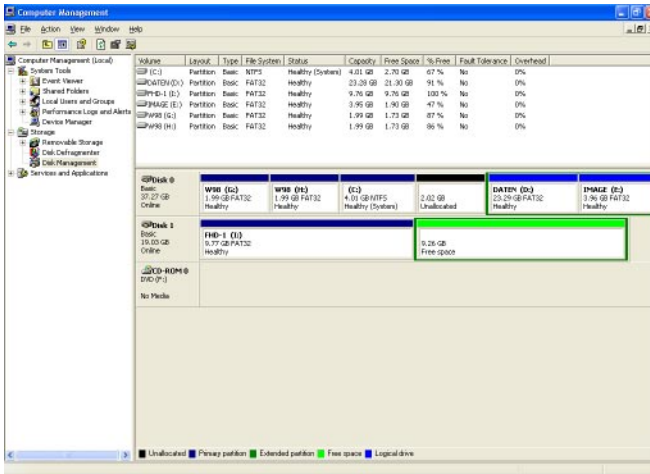 Computer Management
File Action View Window Help
Computer Management (Local)
System Tools
Event Viewer
Shared Folders
Local Users and Groups
Performance Logs and Alerts
Device Manager
Storage
Removable Storage
Disk Defragmenter
Disk Management
Services and Applications
Volume Layout Type File System Status Capacity Free Space % Free Fault Tolerance Overhead
(C:) Partition Basic NTFS Healthy (System) 4.01 GB 2.70 GB 67 % No 0%
DATEN (D:) Partition Basic FAT32 Healthy 23.28 GB 21.30 GB 91 % No 0%
FHD-1 (I:) Partition Basic FAT32 Healthy 9.76 GB 9.76 GB 100 % No 0%
IMAGE (E:) Partition Basic FAT32 Healthy 3.95 GB 1.90 GB 47 % No 0%
W98 (G:) Partition Basic FAT32 Healthy 1.99 GB 1.73 GB 87 % No 0%
W98 (H:) Partition Basic FAT32 Healthy 1.99 GB 1.73 GB 86 % No 0%
Disk 0
Basic
37.27 GB
Online
W98 (G:)
1.99 GB FAT32
Healthy
W98 (H:)
1.99 GB FAT32
Healthy
(C:)
4.01 GB NTFS
Healthy (System)
2.02 GB
Unallocated
DATEN (D:)
23.29 GB FAT32
Healthy
IMAGE (E:)
3.96 GB FAT32
Healthy
Disk 1
Basic
19.03 GB
Online
FHD-1 (I:)
9.77 GB FAT32
Healthy
9.26 GB
Free space
CD-ROM 0
DVD (F:)
No Media
Unallocated Primary partition Extended partition Free space Logical drive